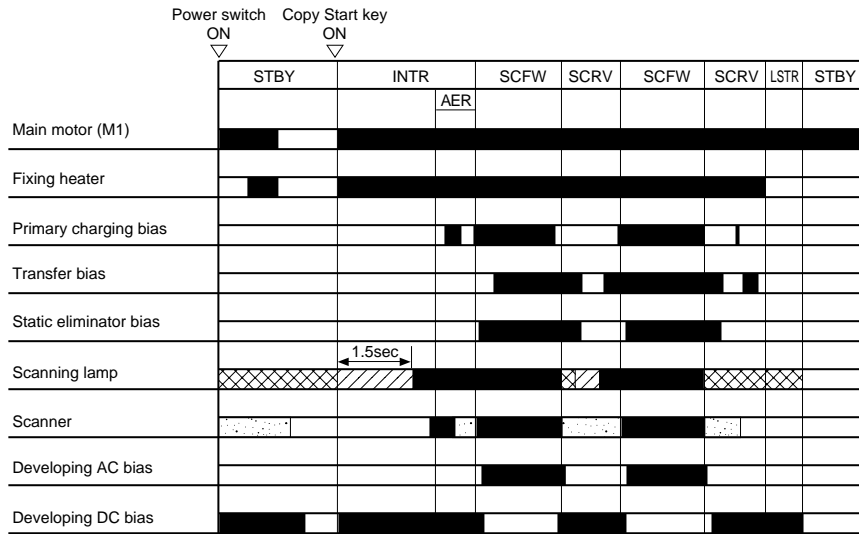 Power switch Copy Start key
ON ON
STBY INTR SCFW SCRV SCFW SCRV LSTR STBY
AER
Main motor (M1)
Fixing heater
Primary charging bias
Transfer bias
Static eliminator bias
1.5sec
Scanning lamp
Scanner
Developing AC bias
Developing DC bias